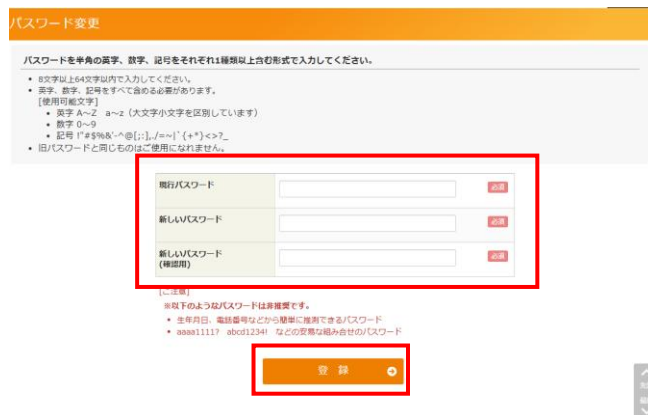 パスワード変更
パスワードを半角の英字、数字、記号をそれぞれ1種類以上含む形式で入力してください。
• 8文字以上64文字以内で入力してください。
• 英字、数字、記号をすべて含める必要があります。
[使用可能文字]
• 英字 A～Z a～z（大文字小文字を区別しています）
• 数字 0～9
• 記号 !"#$%&'-^@[;:],./=~|`{+*}<>?_
• 旧パスワードと同じものはご使用になれません。
現行パスワード
必須
新しいパスワード
必須
新しいパスワード
(確認用)
必須
[ご注意]
※以下のようなパスワードは非推奨です。
• 生年月日、電話番号などから簡単に推測できるパスワード
• aaaa1111? abcd1234! などの安易な組み合せのパスワード
登 録